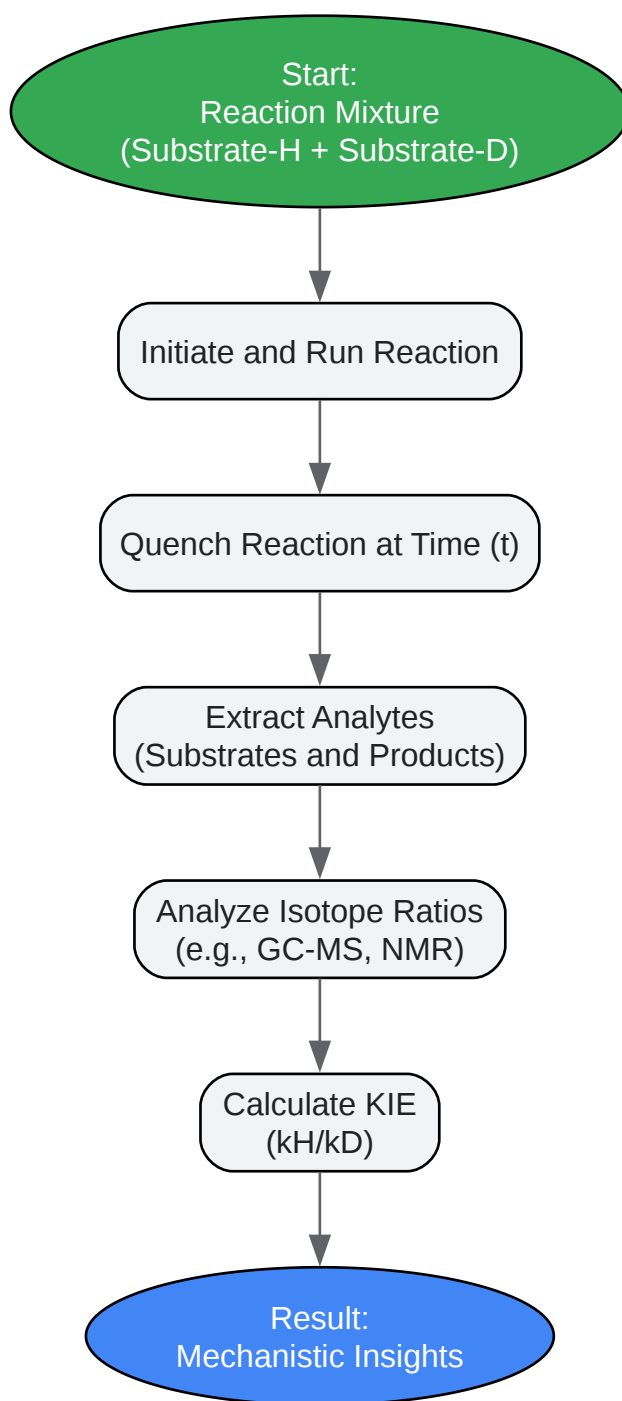 Start:
Reaction Mixture
(Substrate-H + Substrate-D)
Initiate and Run Reaction
Quench Reaction at Time (t)
Extract Analytes
(Substrates and Products)
Analyze Isotope Ratios
(e.g., GC-MS, NMR)
Calculate KIE
(kH/kD)
Result:
Mechanistic Insights